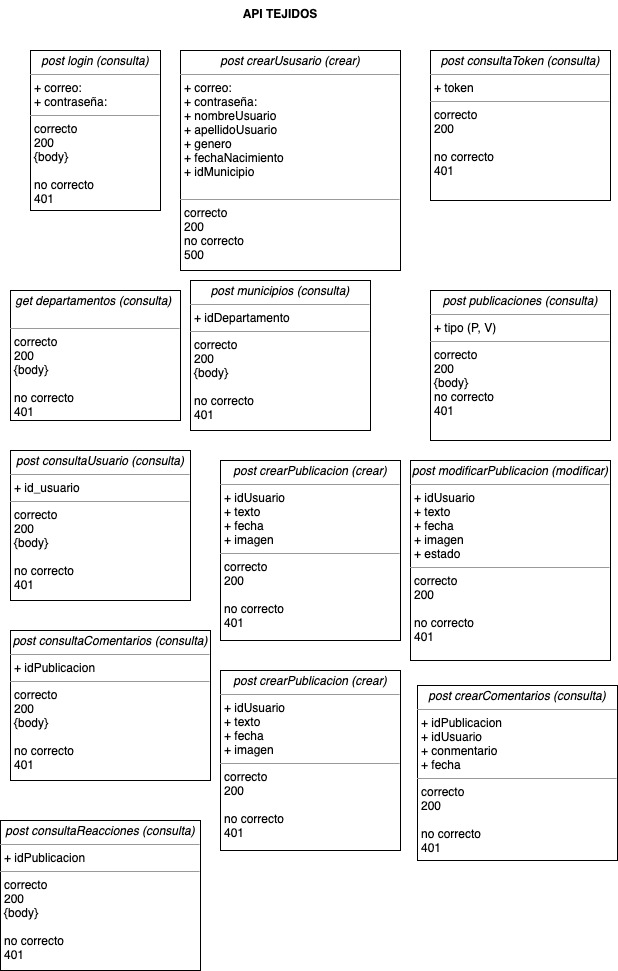 API TEJIDOS
post login (consulta)
+ correo:
+ contraseña:
correcto
200
{body}
no correcto
401
post crearUsusario (crear)
+ correo:
+ contraseña:
+ nombreUsuario
+ apellidoUsuario
+ genero
+ fechaNacimiento
+ idMunicipio
correcto
200
no correcto
500
post consultaToken (consulta)
+ token
correcto
200
no correcto
401
get departamentos (consulta)
correcto
200
{body}
no correcto
401
post municipios (consulta)
+ idDepartamento
correcto
200
{body}
no correcto
401
post publicaciones (consulta)
+ tipo (P, V)
correcto
200
{body}
no correcto
401
post consultaUsuario (consulta)
+ id_usuario
correcto
200
{body}
no correcto
401
post crearPublicacion (crear)
+ idUsuario
+ texto
+ fecha
+ imagen
correcto
200
no correcto
401
post modificarPublicacion (modificar)
+ idUsuario
+ texto
+ fecha
+ imagen
+ estado
correcto
200
no correcto
401
post consultaComentarios (consulta)
+ idPublicacion
correcto
200
{body}
no correcto
401
post crearPublicacion (crear)
+ idUsuario
+ texto
+ fecha
+ imagen
correcto
200
no correcto
401
post crearComentarios (consulta)
+ idPublicacion
+ idUsuario
+ conmentario
+ fecha
correcto
200
no correcto
401
post consultaReacciones (consulta)
+ idPublicacion
correcto
200
{body}
no correcto
401